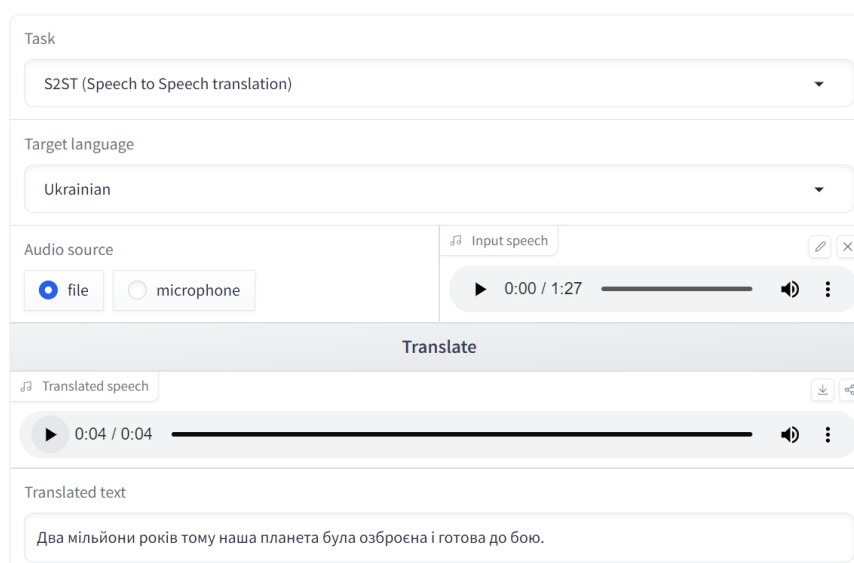 Task
S2ST (Speech to Speech translation)
Target language
Ukrainian
Audio source
file
microphone
Input speech
0:00 / 1:27
Translate
Translated speech
0:04 / 0:04
Translated text
Два мільйони років тому наша планета була озброєна і готова до бою.